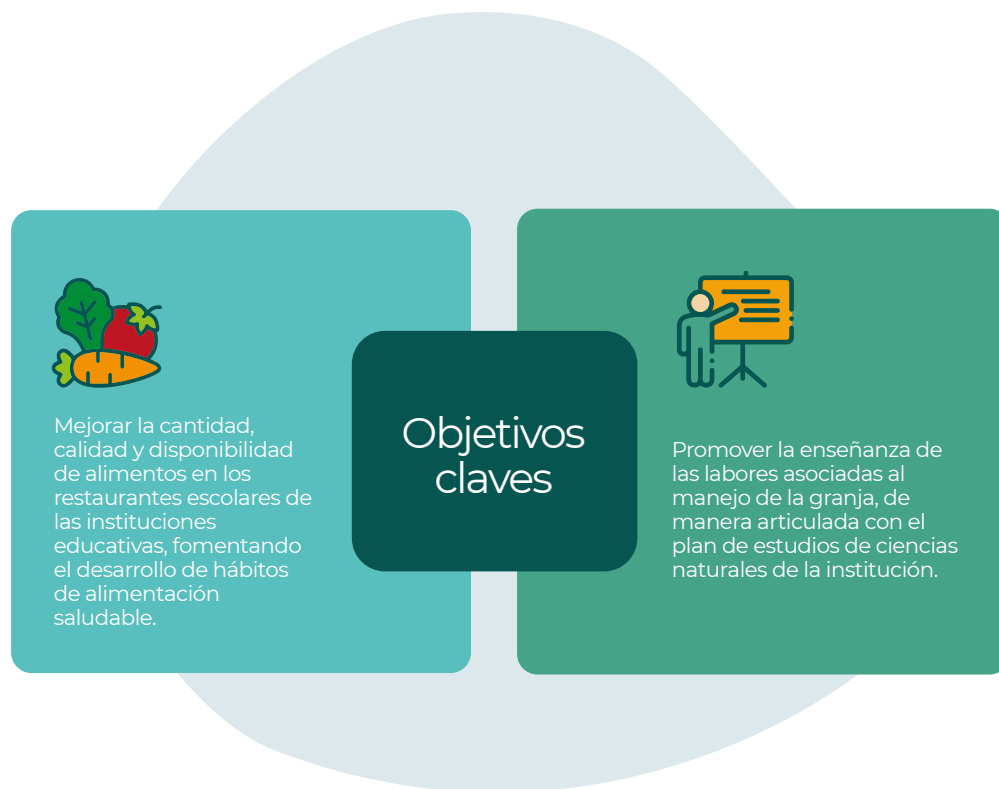 Mejorar la cantidad,
calidad y disponibilidad
de alimentos en los
restaurantes escolares de
las instituciones
educativas, fomentando
el desarrollo de hábitos
de alimentación
saludable.
Objetivos
claves
Promover la enseñanza de
las labores asociadas al
manejo de la granja, de
manera articulada con el
plan de estudios de ciencias
naturales de la institución.